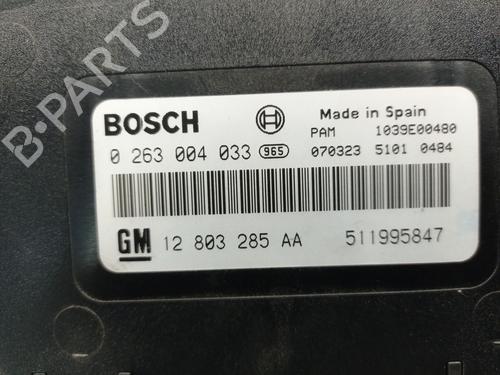 B-PARTS
BOSCH
Made in Spain
PAM 1039E00480
0 263 004 033 965 070323 5101 0484
GM 12 803 285 AA 511995847